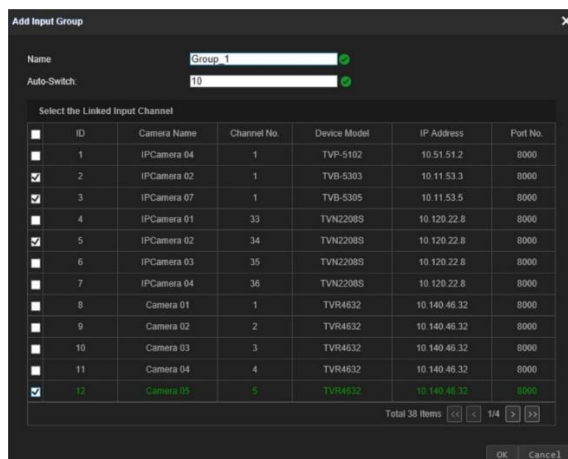 Add Input Group X
Name Group_1
Auto-Switch: 10
Select the Linked Input Channel
ID Camera Name Channel No. Device Model IP Address Port No.
1 IPCamera 04 1 TVP-5102 10.51.51.2 8000
2 IPCamera 02 1 TVB-5303 10.11.53.3 8000
3 IPCamera 07 1 TVB-5305 10.11.53.5 8000
4 IPCamera 01 33 TVN2208S 10.120.22.8 8000
5 IPCamera 02 34 TVN2208S 10.120.22.8 8000
6 IPCamera 03 35 TVN2208S 10.120.22.8 8000
7 IPCamera 04 36 TVN2208S 10.120.22.8 8000
8 Camera 01 1 TVR4632 10.140.46.32 8000
9 Camera 02 2 TVR4632 10.140.46.32 8000
10 Camera 03 3 TVR4632 10.140.46.32 8000
11 Camera 04 4 TVR4632 10.140.46.32 8000
12 Camera 05 5 TVR4632 10.140.46.32 8000
Total 38 Items << < 1/4 > >>
OK Cancel